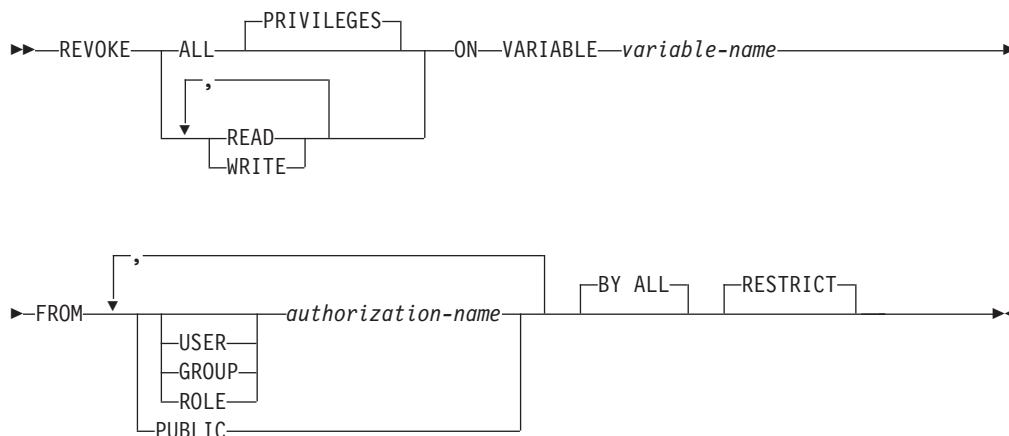 PRIVILEGES
REVOKE ALL ON VARIABLE variable-name
,
READ
WRITE
,
BY ALL RESTRICT
FROM authorization-name
USER
GROUP
ROLE
PUBLIC